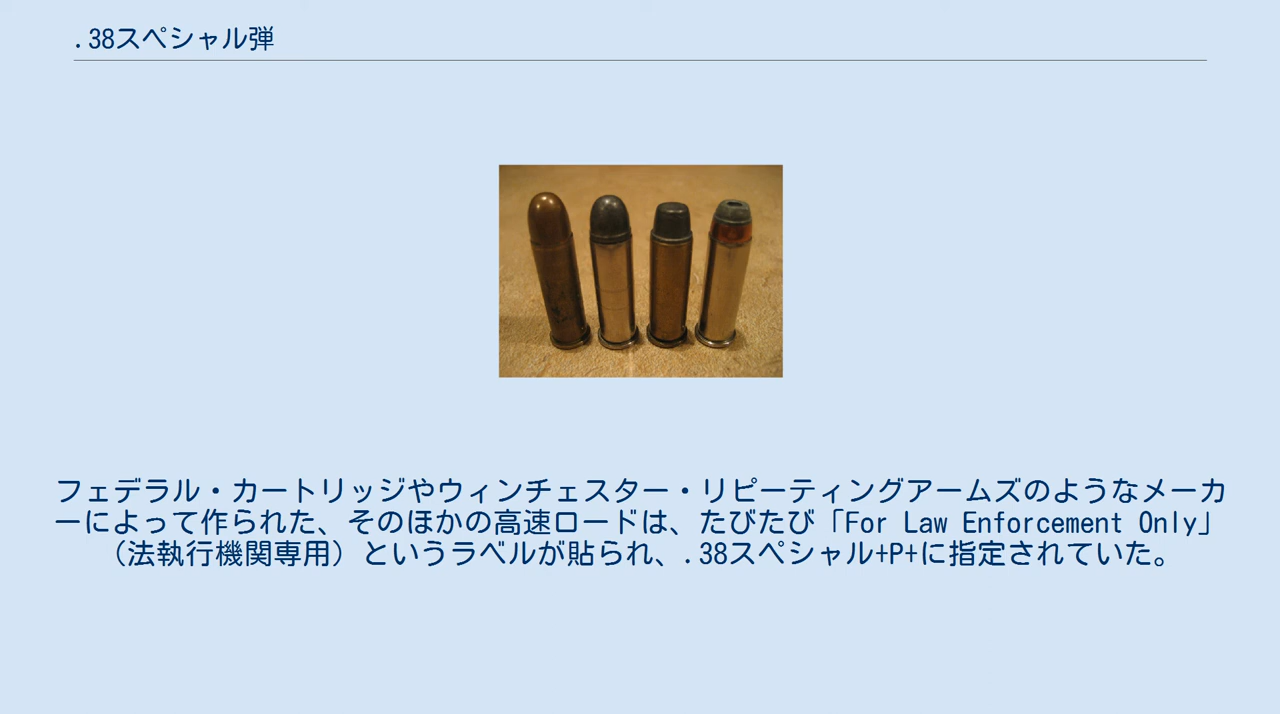 .38スペシャル弾
フェデラル・カートリッジやウィンチェスター・リピーティングアームズのようなメーカ
ーによって作られた、そのほかの高速ロードは、たびたび「For Law Enforcement Only」
（法執行機関専用）というラベルが貼られ、.38スペシャル+P+に指定されていた。